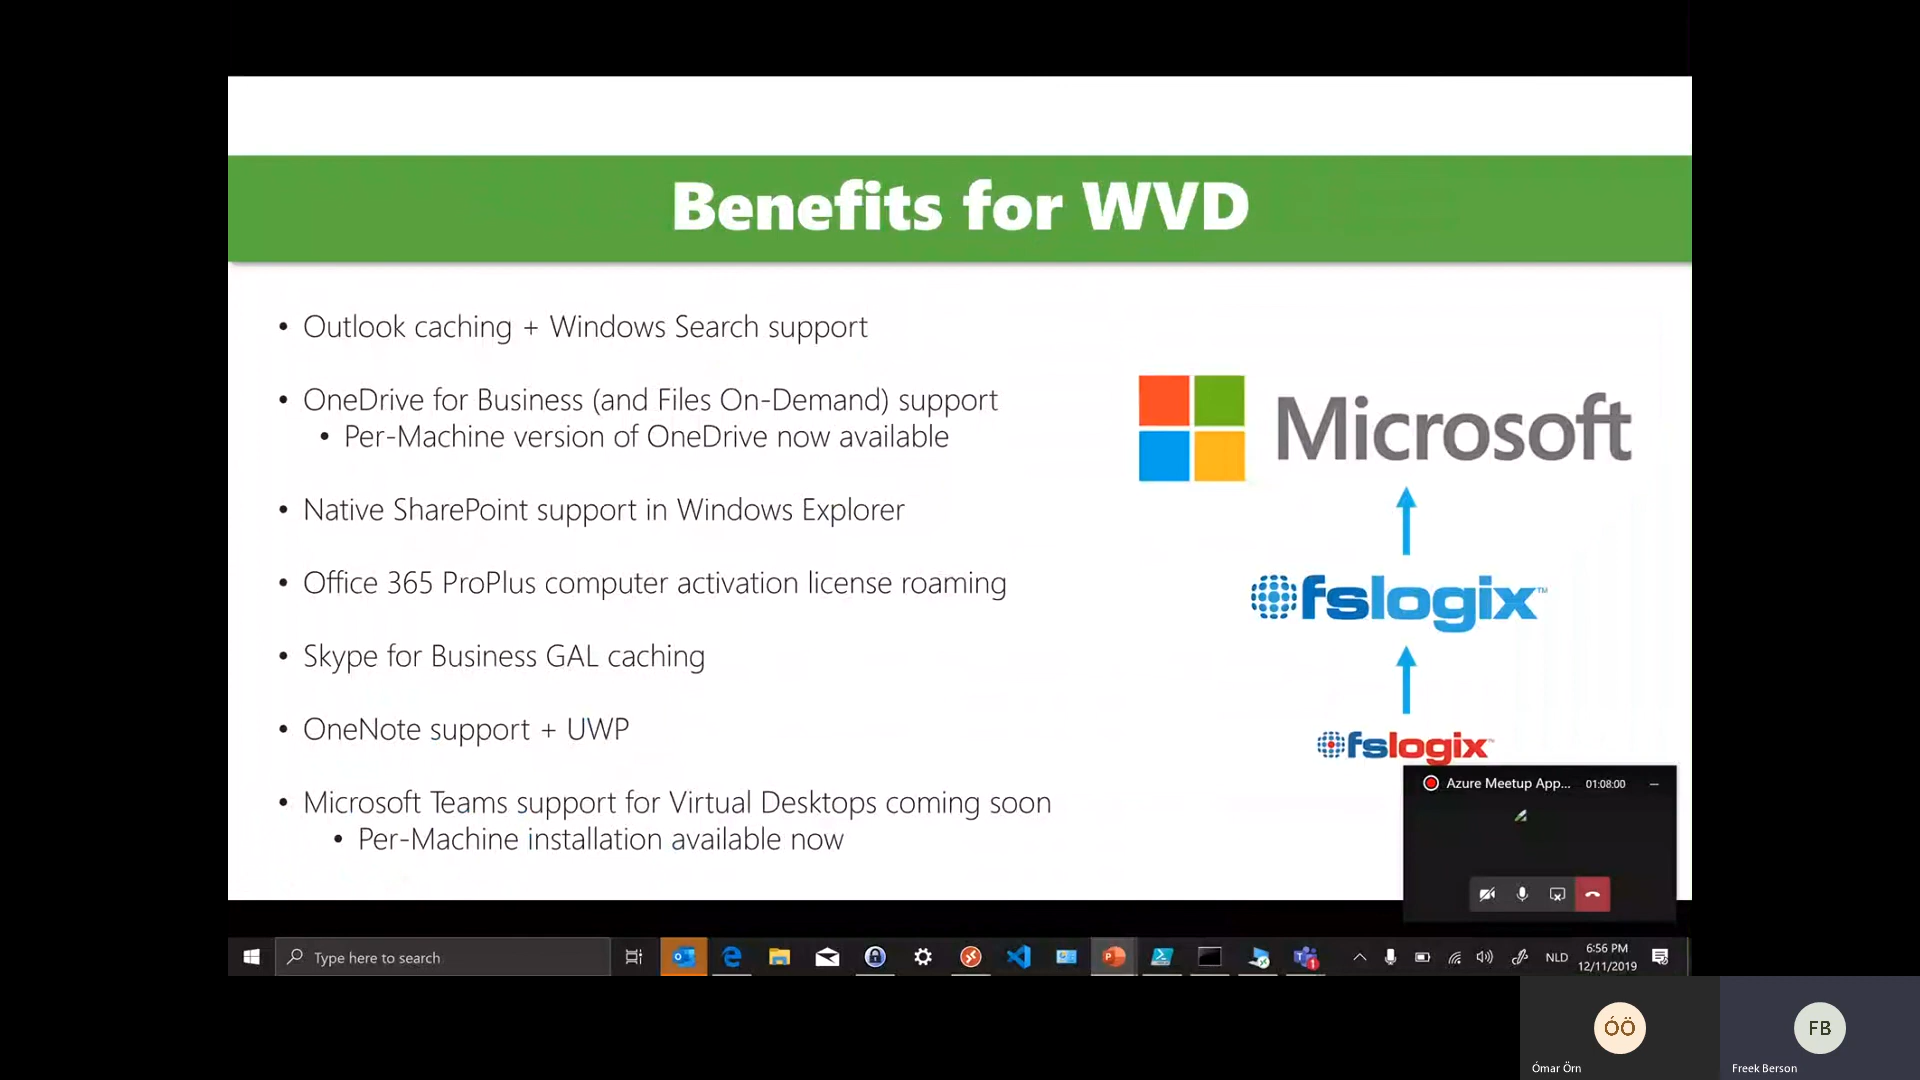 Benefits for WVD
• Outlook caching + Windows Search support
• OneDrive for Business (and Files On-Demand) support
• Per-Machine version of OneDrive now available
• Native SharePoint support in Windows Explorer
• Office 365 ProPlus computer activation license roaming
• Skype for Business GAL caching
• OneNote support + UWP
• Microsoft Teams support for Virtual Desktops coming soon
• Per-Machine installation available now
Microsoft
fslogix™
fslogix™
Azure Meetup App... 01:08:00
Type here to search
1
NLD
6:56 PM
12/11/2019
ÓÖ
Ómar Örn
FB
Freek Berson